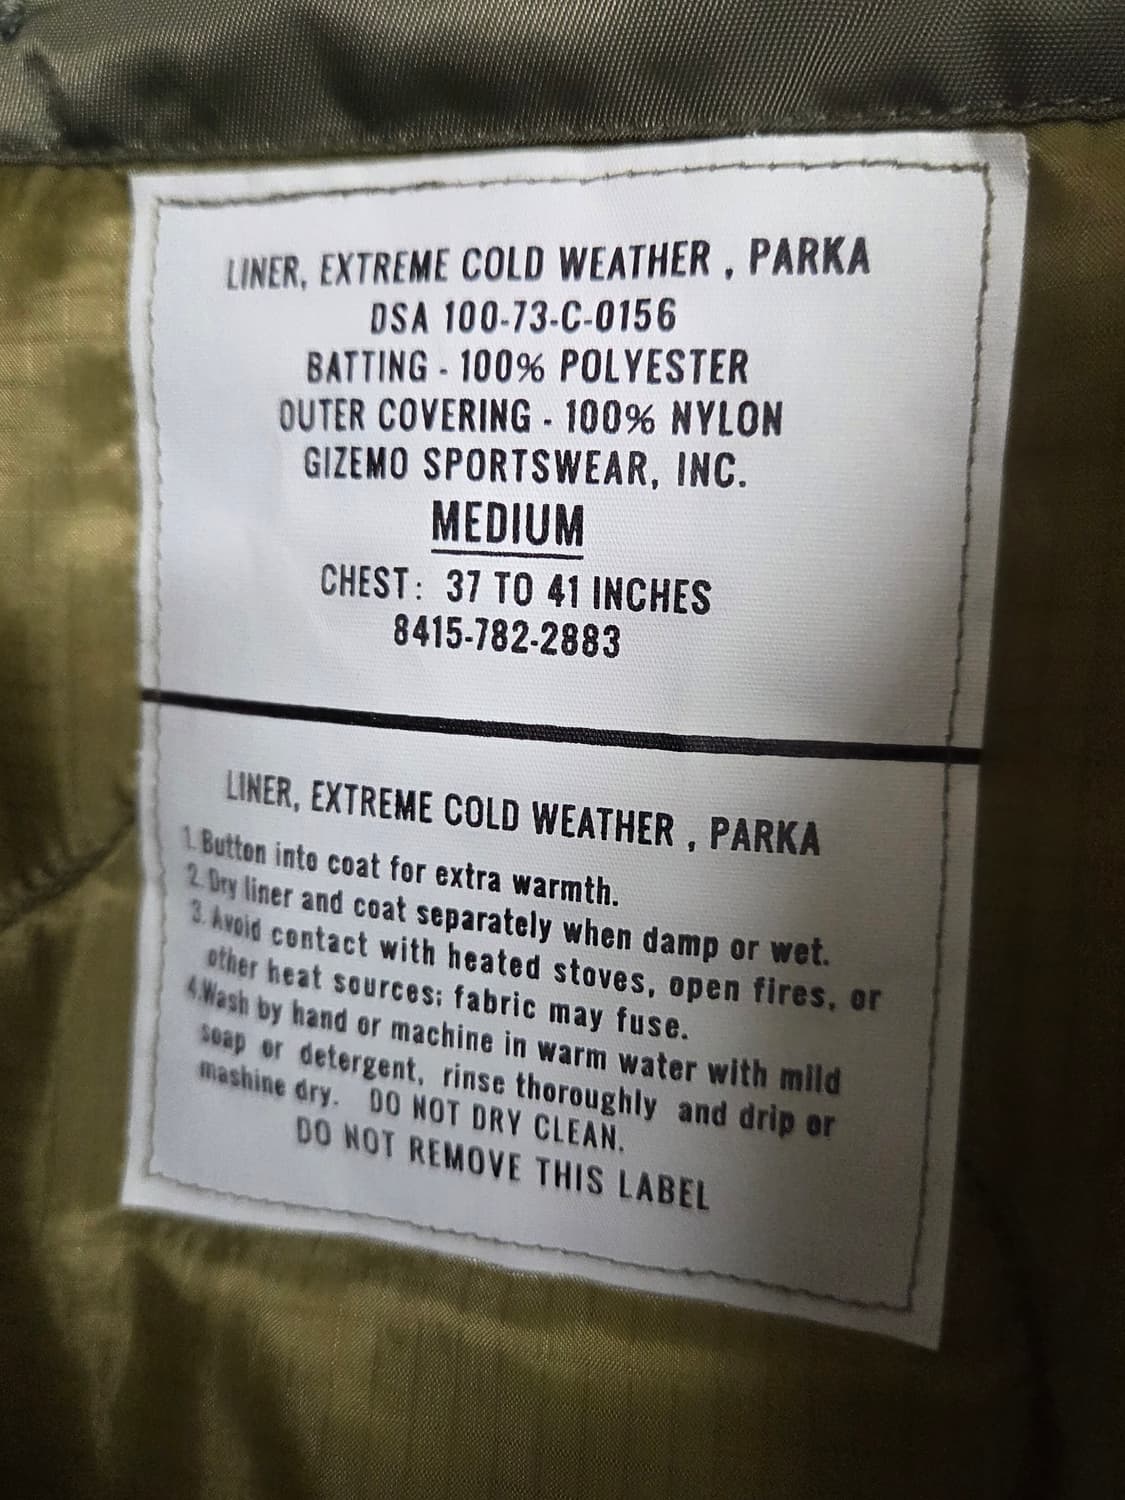 LINER, EXTREME COLD WEATHER , PARKA
DSA 100-73-C-0156
BATTING - 100% POLYESTER
OUTER COVERING - 100% NYLON
GIZEMO SPORTSWEAR, INC.
MEDIUM
CHEST: 37 TO 41 INCHES
8415-782-2883
LINER, EXTREME COLD WEATHER , PARKA
1. Button into coat for extra warmth.
2. Dry liner and coat separately when damp or wet.
3. Avoid contact with heated stoves, open fires, or
other heat sources; fabric may fuse.
4.Wash by hand or machine in warm water with mild
soap or detergent, rinse thoroughly and drip or
mashine dry. DO NOT DRY CLEAN.
DO NOT REMOVE THIS LABEL